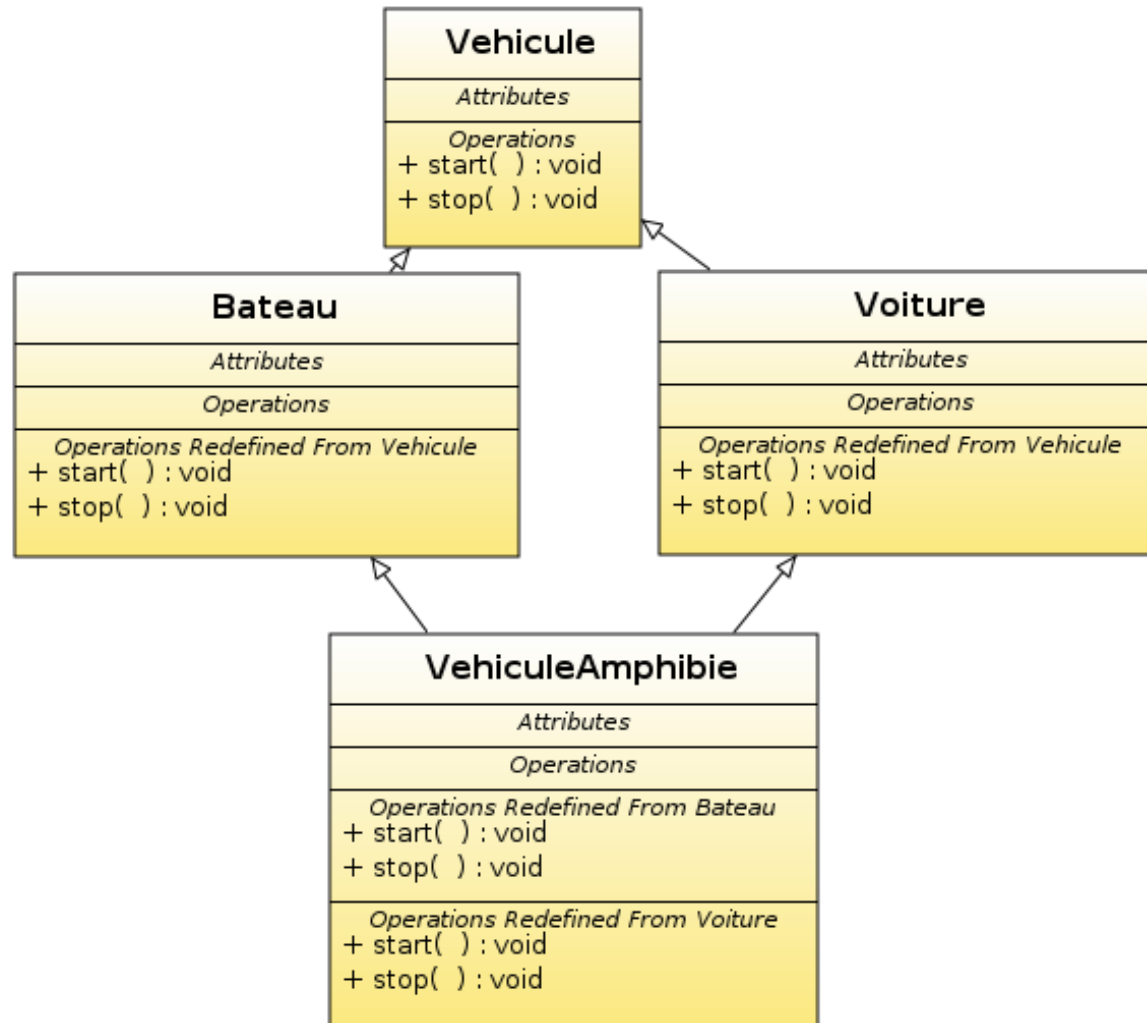 Vehicule
Attributes
Operations
+ start(  ) : void
+ stop(  ) : void
Bateau
Attributes
Operations
Operations Redefined From Vehicule
+ start(  ) : void
+ stop(  ) : void
Voiture
Attributes
Operations
Operations Redefined From Vehicule
+ start(  ) : void
+ stop(  ) : void
VehiculeAmphibie
Attributes
Operations
Operations Redefined From Bateau
+ start(  ) : void
+ stop(  ) : void
Operations Redefined From Voiture
+ start(  ) : void
+ stop(  ) : void